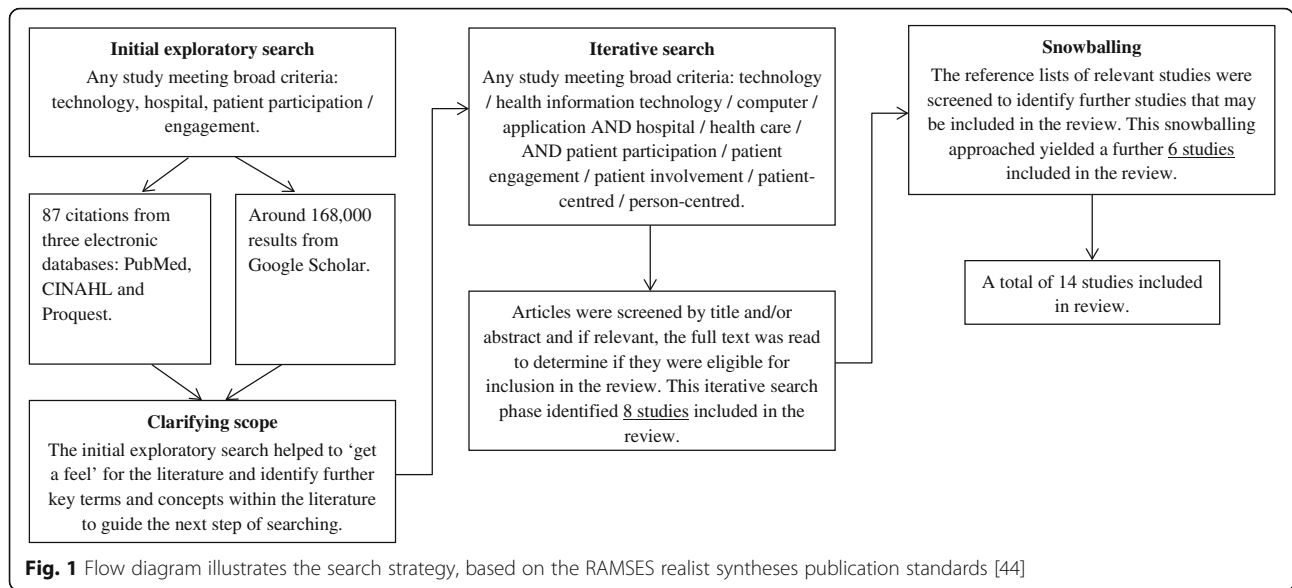 Initial exploratory search
Any study meeting broad criteria:
technology, hospital, patient participation /
engagement.
87 citations from
three electronic
databases: PubMed,
CINAHL and
Proquest.
Around 168,000
results from
Google Scholar.
Clarifying scope
The initial exploratory search helped to ‘get
a feel’ for the literature and identify further
key terms and concepts within the literature
to guide the next step of searching.
Iterative search
Any study meeting broad criteria: technology
/ health information technology / computer /
application AND hospital / health care /
AND patient participation / patient
engagement / patient involvement / patient-
centred / person-centred.
Articles were screened by title and/or
abstract and if relevant, the full text was read
to determine if they were eligible for
inclusion in the review. This iterative search
phase identified 8 studies included in the
review.
Snowballing
The reference lists of relevant studies were
screened to identify further studies that may
be included in the review. This snowballing
approached yielded a further 6 studies
included in the review.
A total of 14 studies included
in review.
Fig. 1 Flow diagram illustrates the search strategy, based on the RAMSES realist syntheses publication standards [44]